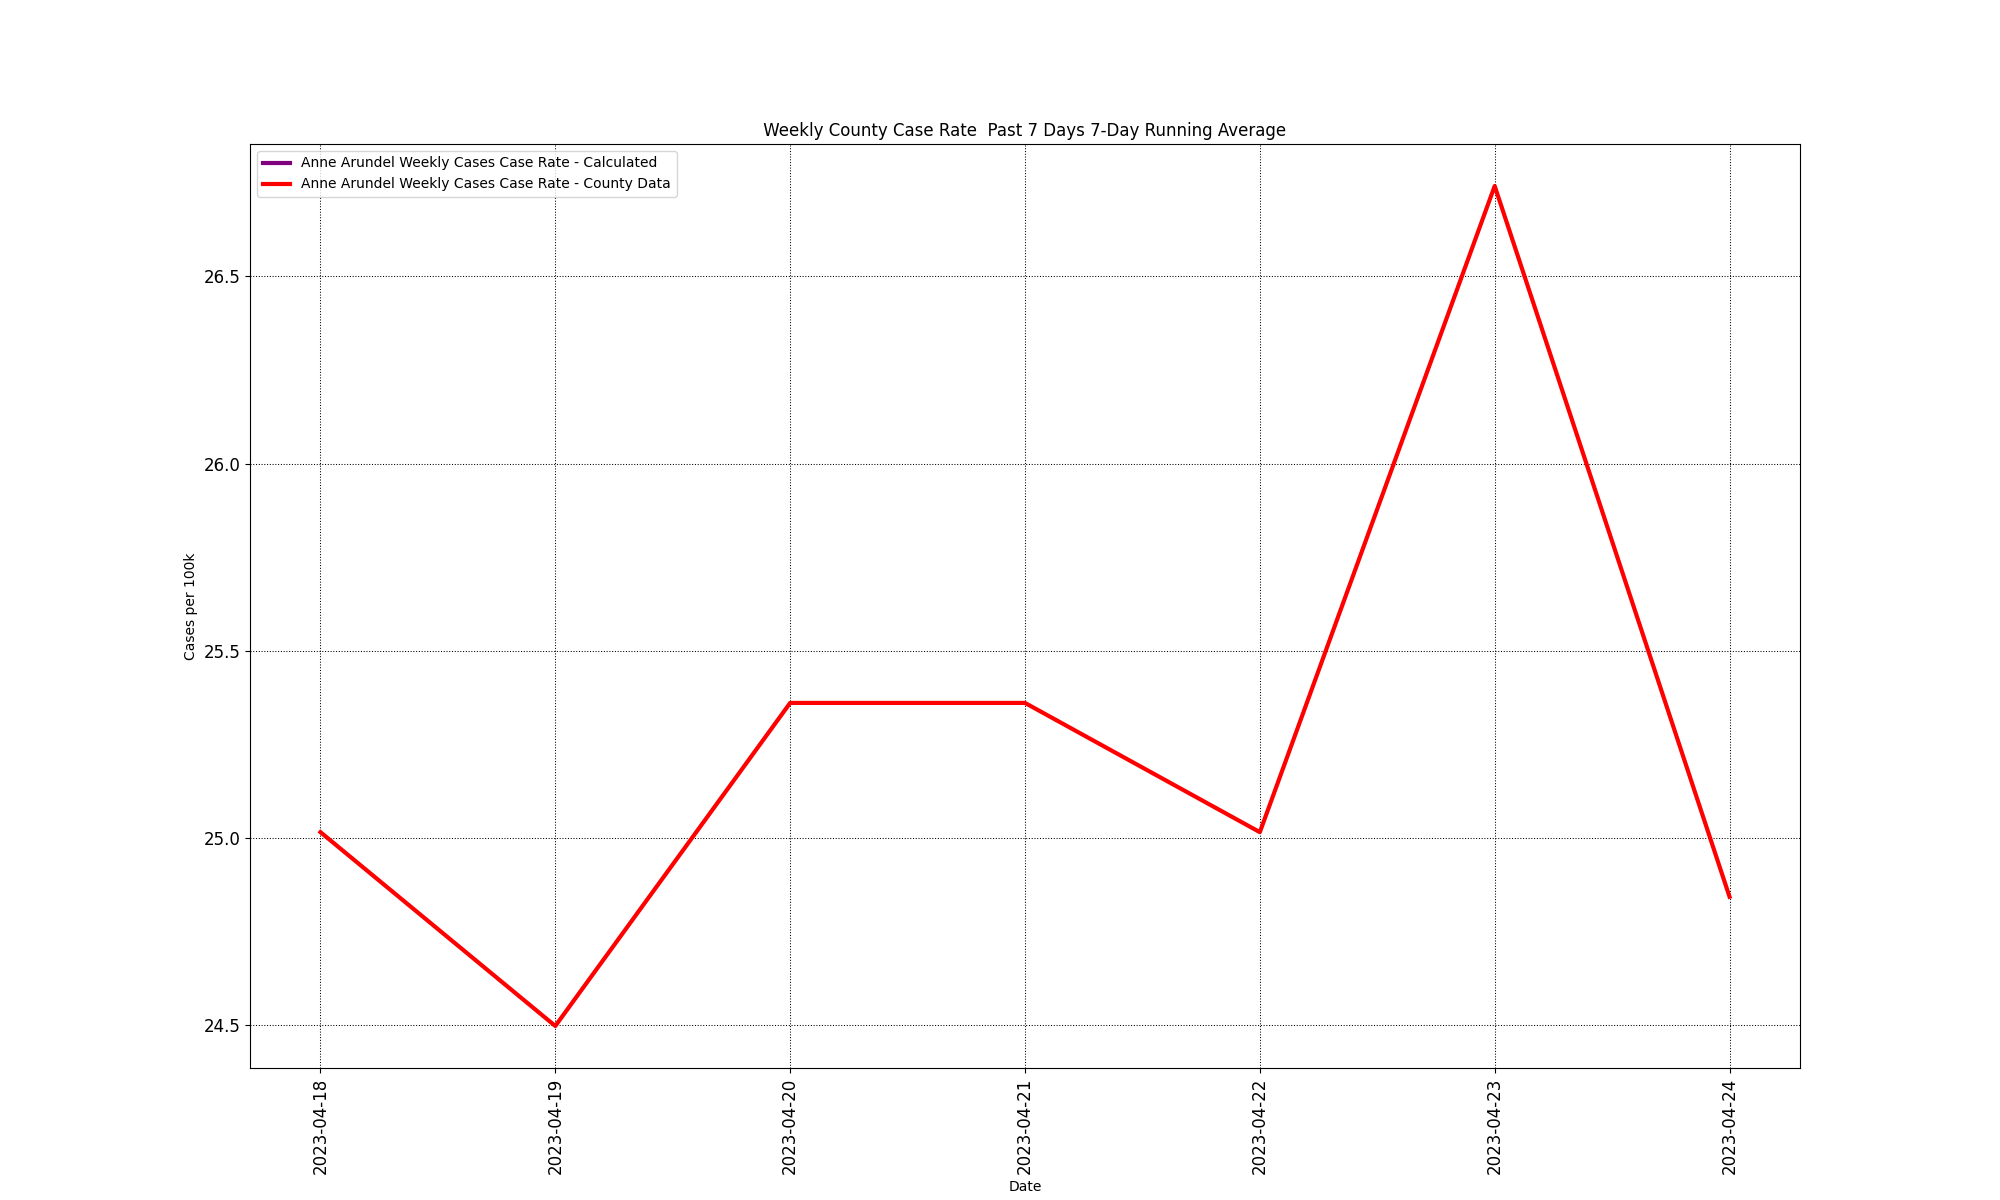 Weekly County Case Rate  Past 7 Days 7-Day Running Average
Anne Arundel Weekly Cases Case Rate - Calculated
Anne Arundel Weekly Cases Case Rate - County Data
26.5
26.0
25.5
25.0
24.5
Cases per 100k
2023-04-18
2023-04-19
2023-04-20
2023-04-21
2023-04-22
2023-04-23
2023-04-24
Date